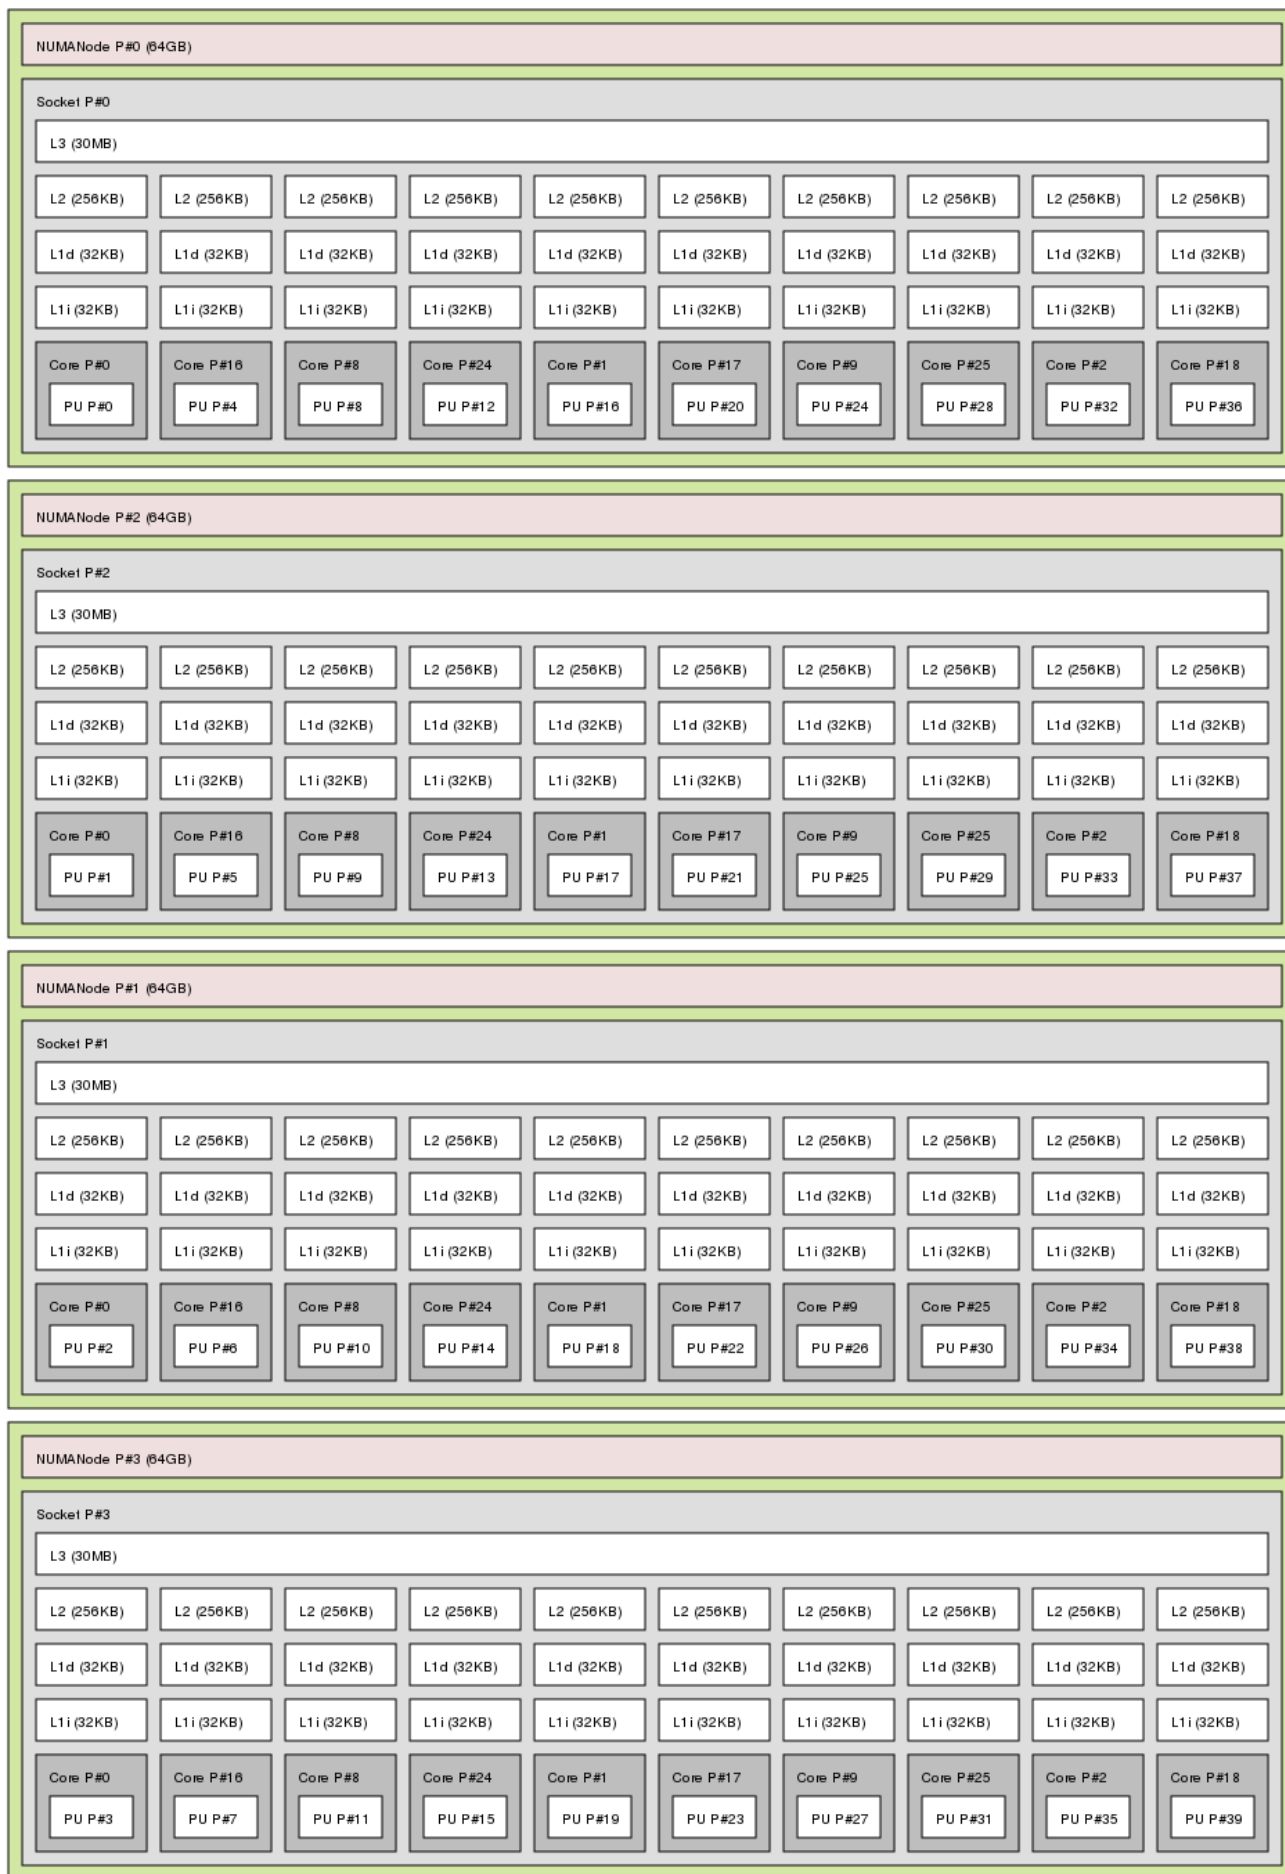 NUMANode P#0 (64GB)
Socket P#0
L3 (30MB)
L2 (256KB) L2 (256KB) L2 (256KB) L2 (256KB) L2 (256KB) L2 (256KB) L2 (256KB) L2 (256KB) L2 (256KB) L2 (256KB)
L1d (32KB) L1d (32KB) L1d (32KB) L1d (32KB) L1d (32KB) L1d (32KB) L1d (32KB) L1d (32KB) L1d (32KB) L1d (32KB)
L1i (32KB) L1i (32KB) L1i (32KB) L1i (32KB) L1i (32KB) L1i (32KB) L1i (32KB) L1i (32KB) L1i (32KB) L1i (32KB)
Core P#0 Core P#16 Core P#8 Core P#24 Core P#1 Core P#17 Core P#9 Core P#25 Core P#2 Core P#18
PU P#0 PU P#4 PU P#8 PU P#12 PU P#16 PU P#20 PU P#24 PU P#28 PU P#32 PU P#36
NUMANode P#2 (64GB)
Socket P#2
L3 (30MB)
L2 (256KB) L2 (256KB) L2 (256KB) L2 (256KB) L2 (256KB) L2 (256KB) L2 (256KB) L2 (256KB) L2 (256KB) L2 (256KB)
L1d (32KB) L1d (32KB) L1d (32KB) L1d (32KB) L1d (32KB) L1d (32KB) L1d (32KB) L1d (32KB) L1d (32KB) L1d (32KB)
L1i (32KB) L1i (32KB) L1i (32KB) L1i (32KB) L1i (32KB) L1i (32KB) L1i (32KB) L1i (32KB) L1i (32KB) L1i (32KB)
Core P#0 Core P#16 Core P#8 Core P#24 Core P#1 Core P#17 Core P#9 Core P#25 Core P#2 Core P#18
PU P#1 PU P#5 PU P#9 PU P#13 PU P#17 PU P#21 PU P#25 PU P#29 PU P#33 PU P#37
NUMANode P#1 (64GB)
Socket P#1
L3 (30MB)
L2 (256KB) L2 (256KB) L2 (256KB) L2 (256KB) L2 (256KB) L2 (256KB) L2 (256KB) L2 (256KB) L2 (256KB) L2 (256KB)
L1d (32KB) L1d (32KB) L1d (32KB) L1d (32KB) L1d (32KB) L1d (32KB) L1d (32KB) L1d (32KB) L1d (32KB) L1d (32KB)
L1i (32KB) L1i (32KB) L1i (32KB) L1i (32KB) L1i (32KB) L1i (32KB) L1i (32KB) L1i (32KB) L1i (32KB) L1i (32KB)
Core P#0 Core P#16 Core P#8 Core P#24 Core P#1 Core P#17 Core P#9 Core P#25 Core P#2 Core P#18
PU P#2 PU P#6 PU P#10 PU P#14 PU P#18 PU P#22 PU P#26 PU P#30 PU P#34 PU P#38
NUMANode P#3 (64GB)
Socket P#3
L3 (30MB)
L2 (256KB) L2 (256KB) L2 (256KB) L2 (256KB) L2 (256KB) L2 (256KB) L2 (256KB) L2 (256KB) L2 (256KB) L2 (256KB)
L1d (32KB) L1d (32KB) L1d (32KB) L1d (32KB) L1d (32KB) L1d (32KB) L1d (32KB) L1d (32KB) L1d (32KB) L1d (32KB)
L1i (32KB) L1i (32KB) L1i (32KB) L1i (32KB) L1i (32KB) L1i (32KB) L1i (32KB) L1i (32KB) L1i (32KB) L1i (32KB)
Core P#0 Core P#16 Core P#8 Core P#24 Core P#1 Core P#17 Core P#9 Core P#25 Core P#2 Core P#18
PU P#3 PU P#7 PU P#11 PU P#15 PU P#19 PU P#23 PU P#27 PU P#31 PU P#35 PU P#39